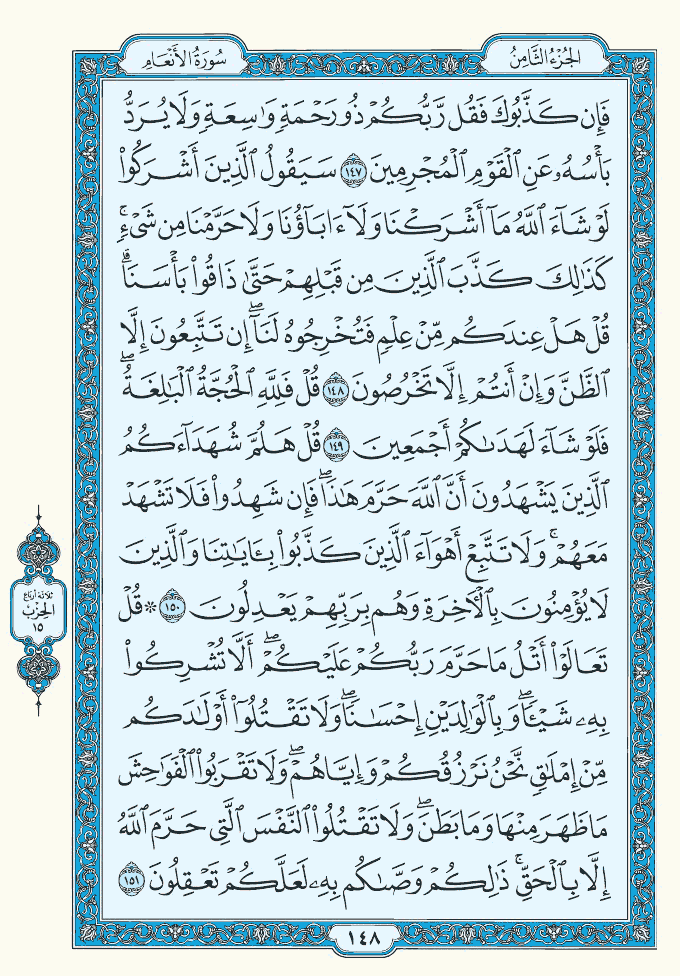 الجُزْءُ الثَّامِنُ
سُورَةُ الأَنْعَامِ
فَإِن كَذَّبُوكَ فَقُل رَّبُّكُمْ ذُو رَحْمَةٍ وَٰسِعَةٍ وَلَا يُرَدُّ
بَأْسُهُۥ عَنِ ٱلْقَوْمِ ٱلْمُجْرِمِينَ ١٤٧ سَيَقُولُ ٱلَّذِينَ أَشْرَكُوا۟
لَوْ شَآءَ ٱللَّهُ مَآ أَشْرَكْنَا وَلَآ ءَابَآؤُنَا وَلَا حَرَّمْنَا مِن شَىْءٍ ۚ
كَذَٰلِكَ كَذَّبَ ٱلَّذِينَ مِن قَبْلِهِمْ حَتَّىٰ ذَاقُوا۟ بَأْسَنَا ۗ
قُلْ هَلْ عِندَكُم مِّنْ عِلْمٍ فَتُخْرِجُوهُ لَنَآ ۖ إِن تَتَّبِعُونَ إِلَّا
ٱلظَّنَّ وَإِنْ أَنتُمْ إِلَّا تَخْرُصُونَ ١٤٨ قُلْ فَلِلَّهِ ٱلْحُجَّةُ ٱلْبَٰلِغَةُ ۖ
فَلَوْ شَآءَ لَهَدَىٰكُمْ أَجْمَعِينَ ١٤٩ قُلْ هَلُمَّ شُهَدَآءَكُمُ
ٱلَّذِينَ يَشْهَدُونَ أَنَّ ٱللَّهَ حَرَّمَ هَٰذَا ۖ فَإِن شَهِدُوا۟ فَلَا تَشْهَدْ
مَعَهُمْ ۚ وَلَا تَتَّبِعْ أَهْوَآءَ ٱلَّذِينَ كَذَّبُوا۟ بِـَٔايَٰتِنَا وَٱلَّذِينَ
لَا يُؤْمِنُونَ بِٱلْـَٔاخِرَةِ وَهُم بِرَبِّهِمْ يَعْدِلُونَ ١٥٠ ۞ قُلْ
تَعَالَوْا۟ أَتْلُ مَا حَرَّمَ رَبُّكُمْ عَلَيْكُمْ ۖ أَلَّا تُشْرِكُوا۟
بِهِۦ شَيْـًٔا ۖ وَبِٱلْوَٰلِدَيْنِ إِحْسَٰنًا ۖ وَلَا تَقْتُلُوٓا۟ أَوْلَٰدَكُم
مِّنْ إِمْلَٰقٍ ۖ نَّحْنُ نَرْزُقُكُمْ وَإِيَّاهُمْ ۖ وَلَا تَقْرَبُوا۟ ٱلْفَوَٰحِشَ
مَا ظَهَرَ مِنْهَا وَمَا بَطَنَ ۖ وَلَا تَقْتُلُوا۟ ٱلنَّفْسَ ٱلَّتِى حَرَّمَ ٱللَّهُ
إِلَّا بِٱلْحَقِّ ۚ ذَٰلِكُمْ وَصَّىٰكُم بِهِۦ لَعَلَّكُمْ تَعْقِلُونَ ١٥١
ثلاثة أرباع
الحزب
١٥
١٤٨